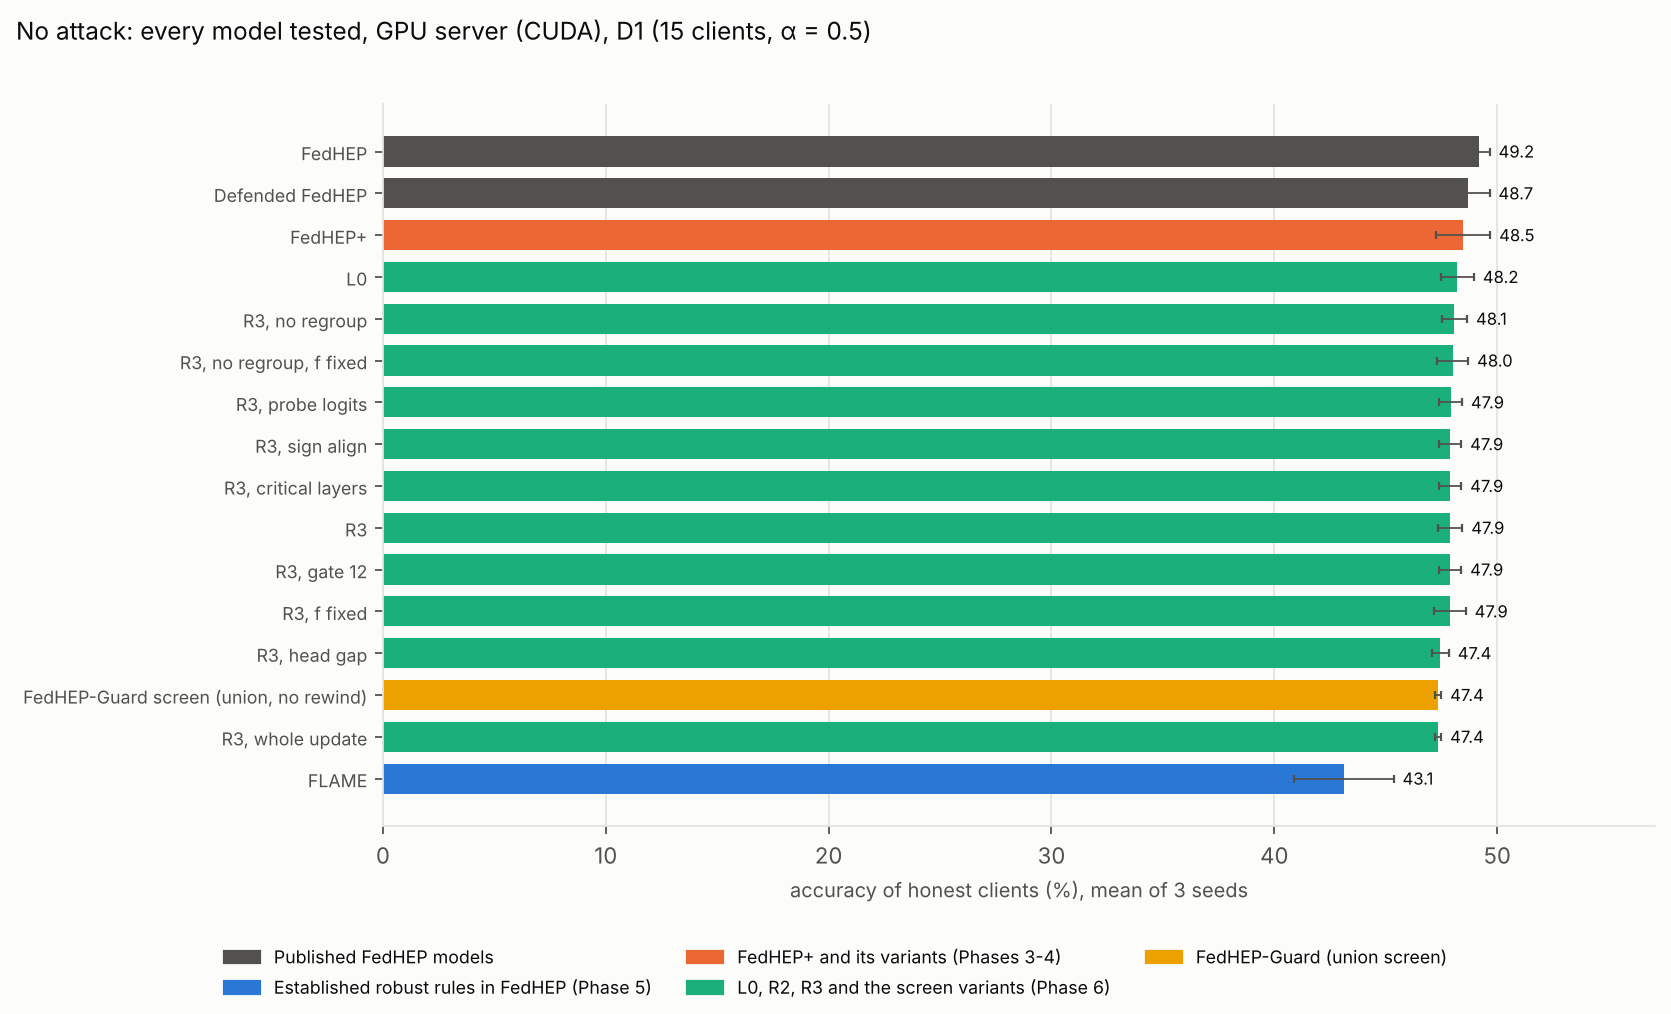 No attack: every model tested, GPU server (CUDA), D1 (15 clients, α = 0.5)
FedHEP 49.2
Defended FedHEP 48.7
FedHEP+ 48.5
L0 48.2
R3, no regroup 48.1
R3, no regroup, f fixed 48.0
R3, probe logits 47.9
R3, sign align 47.9
R3, critical layers 47.9
R3 47.9
R3, gate 12 47.9
R3, f fixed 47.9
R3, head gap 47.4
FedHEP-Guard screen (union, no rewind) 47.4
R3, whole update 47.4
FLAME 43.1
0 10 20 30 40 50
accuracy of honest clients (%), mean of 3 seeds
Published FedHEP models FedHEP+ and its variants (Phases 3-4) FedHEP-Guard (union screen)
Established robust rules in FedHEP (Phase 5) L0, R2, R3 and the screen variants (Phase 6)